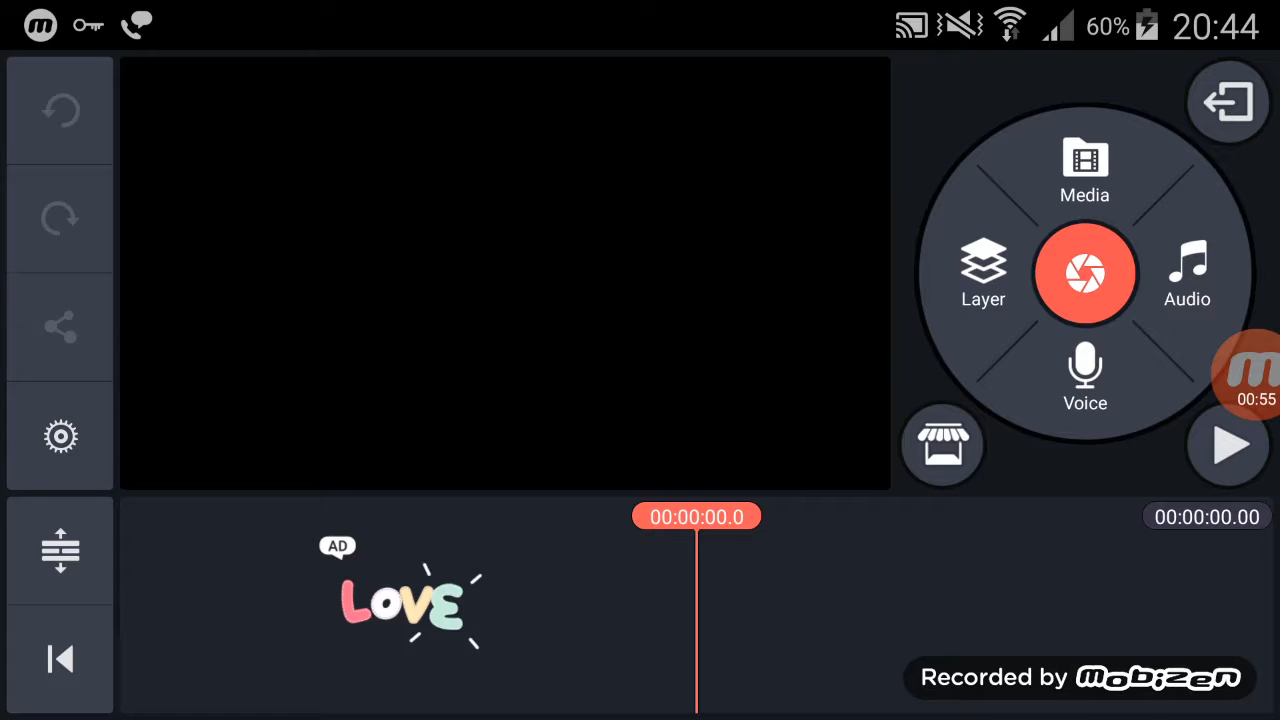 m
60%
20:44
Media
Layer
Audio
m
00:55
Voice
00:00:00.0
00:00:00.00
AD
LOVE
Recorded by mobizen